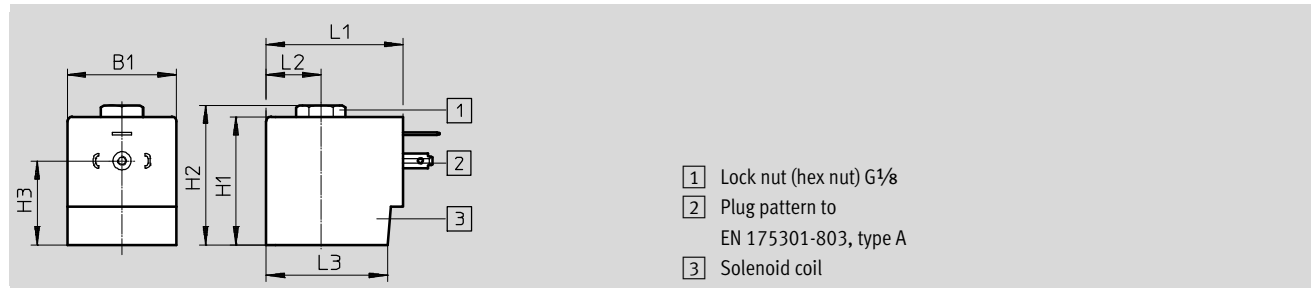 L1
B1
L2
1
H2
H1
H3
2
3
L3
1 Lock nut (hex nut) G⅛
2 Plug pattern to
EN 175301-803, type A
3 Solenoid coil